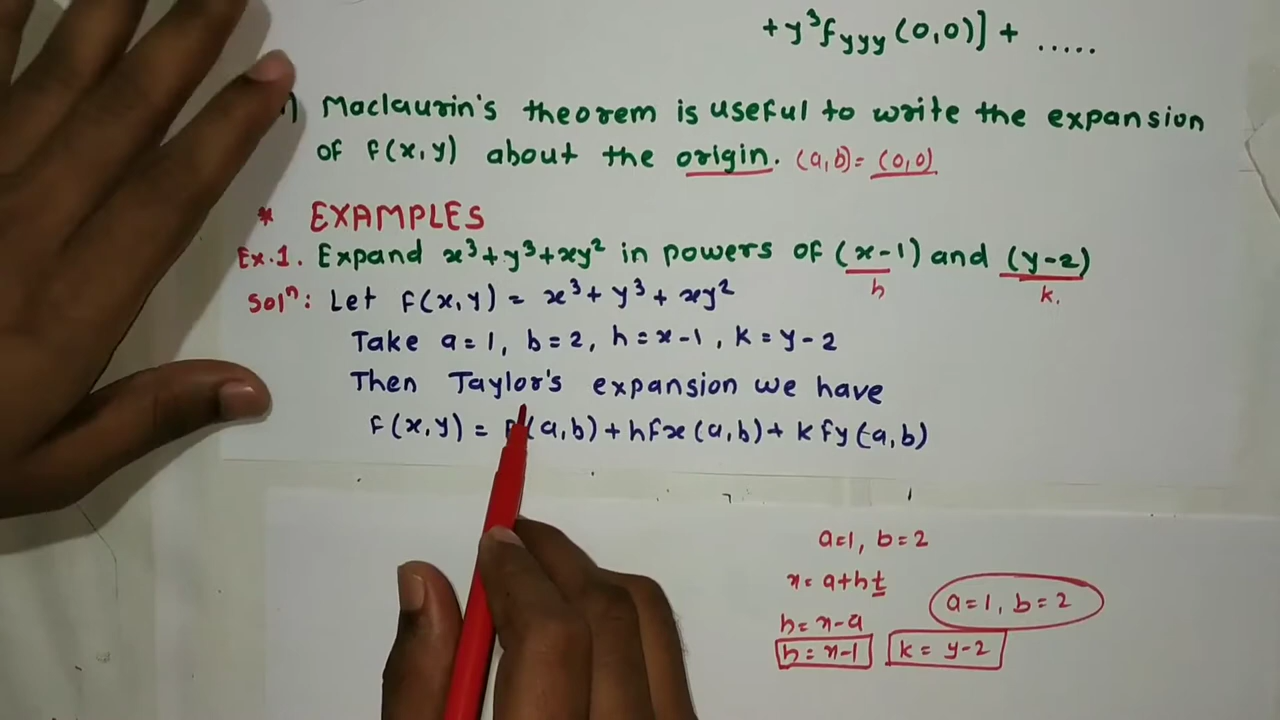 +y³fyyy (0,0)] + .....
) Maclaurin's theorem is useful to write the expansion
of f(x,y) about the origin. (a,b)= (0,0)
* EXAMPLES
Ex.1. Expand x³+y³+xy² in powers of (x-1) and (y-2)
h k.
Solⁿ: Let f(x,y) = x³+y³+xy²
Take a=1, b=2, h=x-1, k=y-2
Then Taylor's expansion we have
f(x,y) = f(a,b)+hfx(a,b)+kfy(a,b)
a=1, b=2
x= a+ht
a=1, b=2
h=x-a
h=x-1 k= y-2